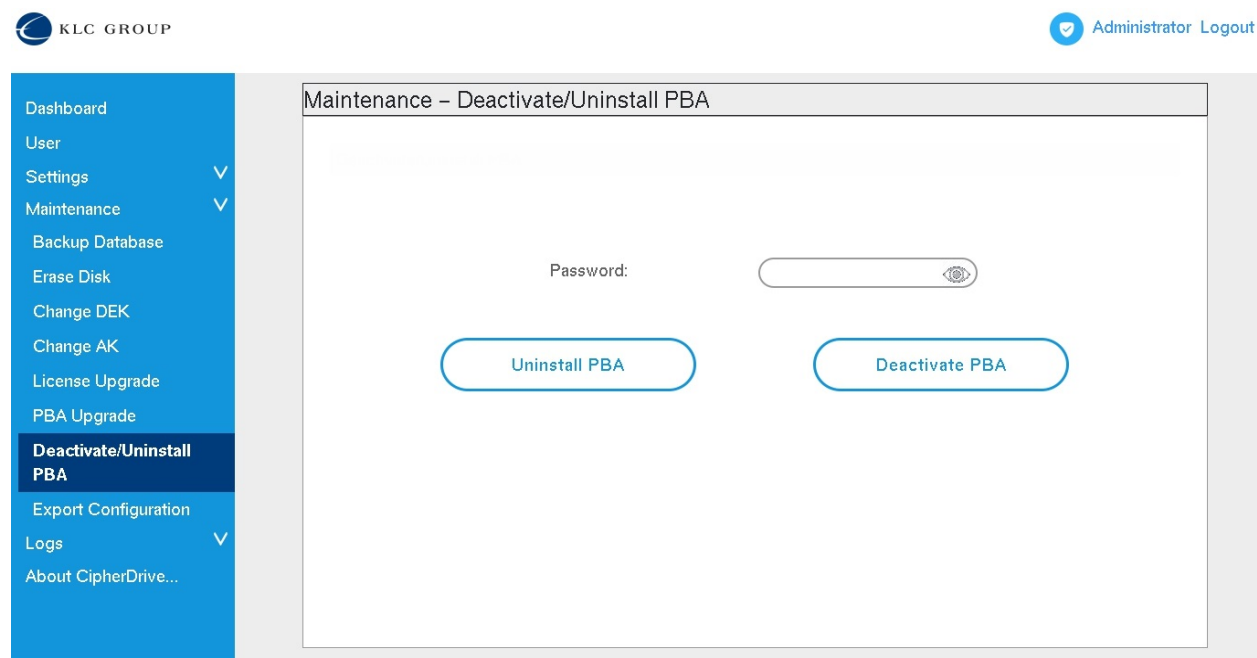 KLC GROUP
Administrator Logout
Dashboard
User
Settings
Maintenance
Backup Database
Erase Disk
Change DEK
Change AK
License Upgrade
PBA Upgrade
Deactivate/Uninstall
PBA
Export Configuration
Logs
About CipherDrive...
Maintenance – Deactivate/Uninstall PBA
Password:
Uninstall PBA
Deactivate PBA